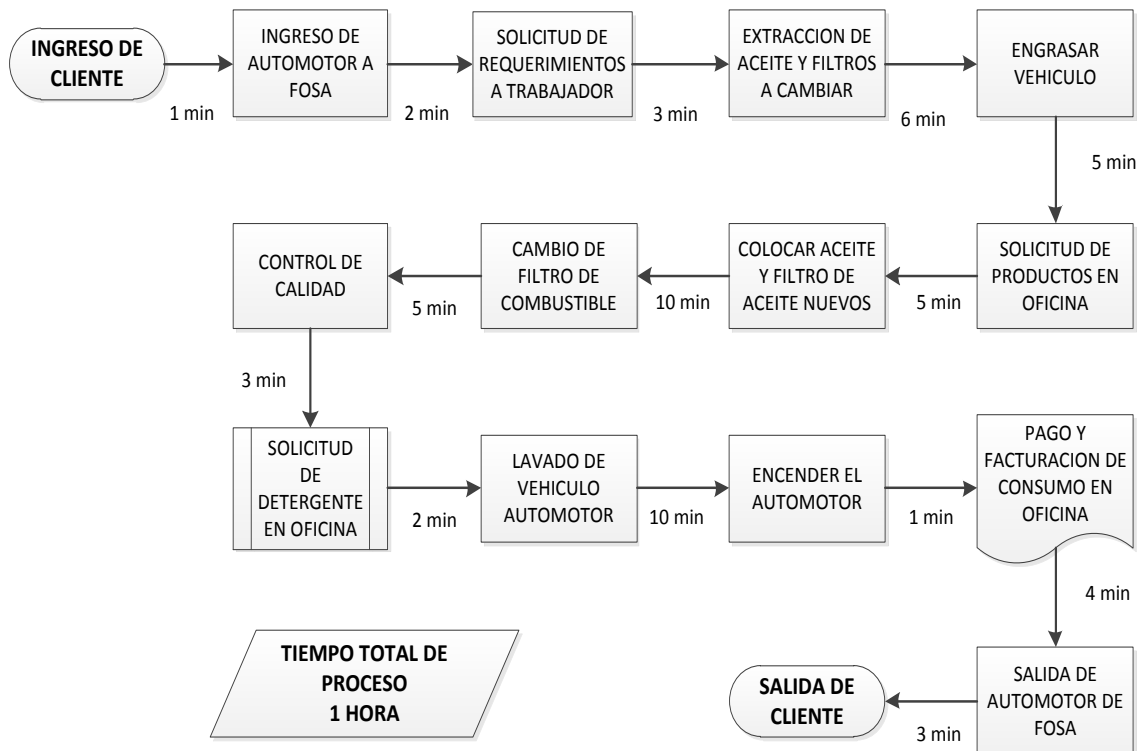 INGRESO DE
CLIENTE
1 min
INGRESO DE
AUTOMOTOR A
FOSA
2 min
SOLICITUD DE
REQUERIMIENTOS
A TRABAJADOR
3 min
EXTRACCION DE
ACEITE Y FILTROS
A CAMBIAR
6 min
ENGRASAR
VEHICULO
5 min
SOLICITUD DE
PRODUCTOS EN
OFICINA
5 min
COLOCAR ACEITE
Y FILTRO DE
ACEITE NUEVOS
10 min
CAMBIO DE
FILTRO DE
COMBUSTIBLE
5 min
CONTROL DE
CALIDAD
3 min
SOLICITUD
DE
DETERGENTE
EN OFICINA
2 min
LAVADO DE
VEHICULO
AUTOMOTOR
10 min
ENCENDER EL
AUTOMOTOR
1 min
PAGO Y
FACTURACION DE
CONSUMO EN
OFICINA
4 min
SALIDA DE
AUTOMOTOR DE
FOSA
3 min
SALIDA DE
CLIENTE
TIEMPO TOTAL DE
PROCESO
1 HORA